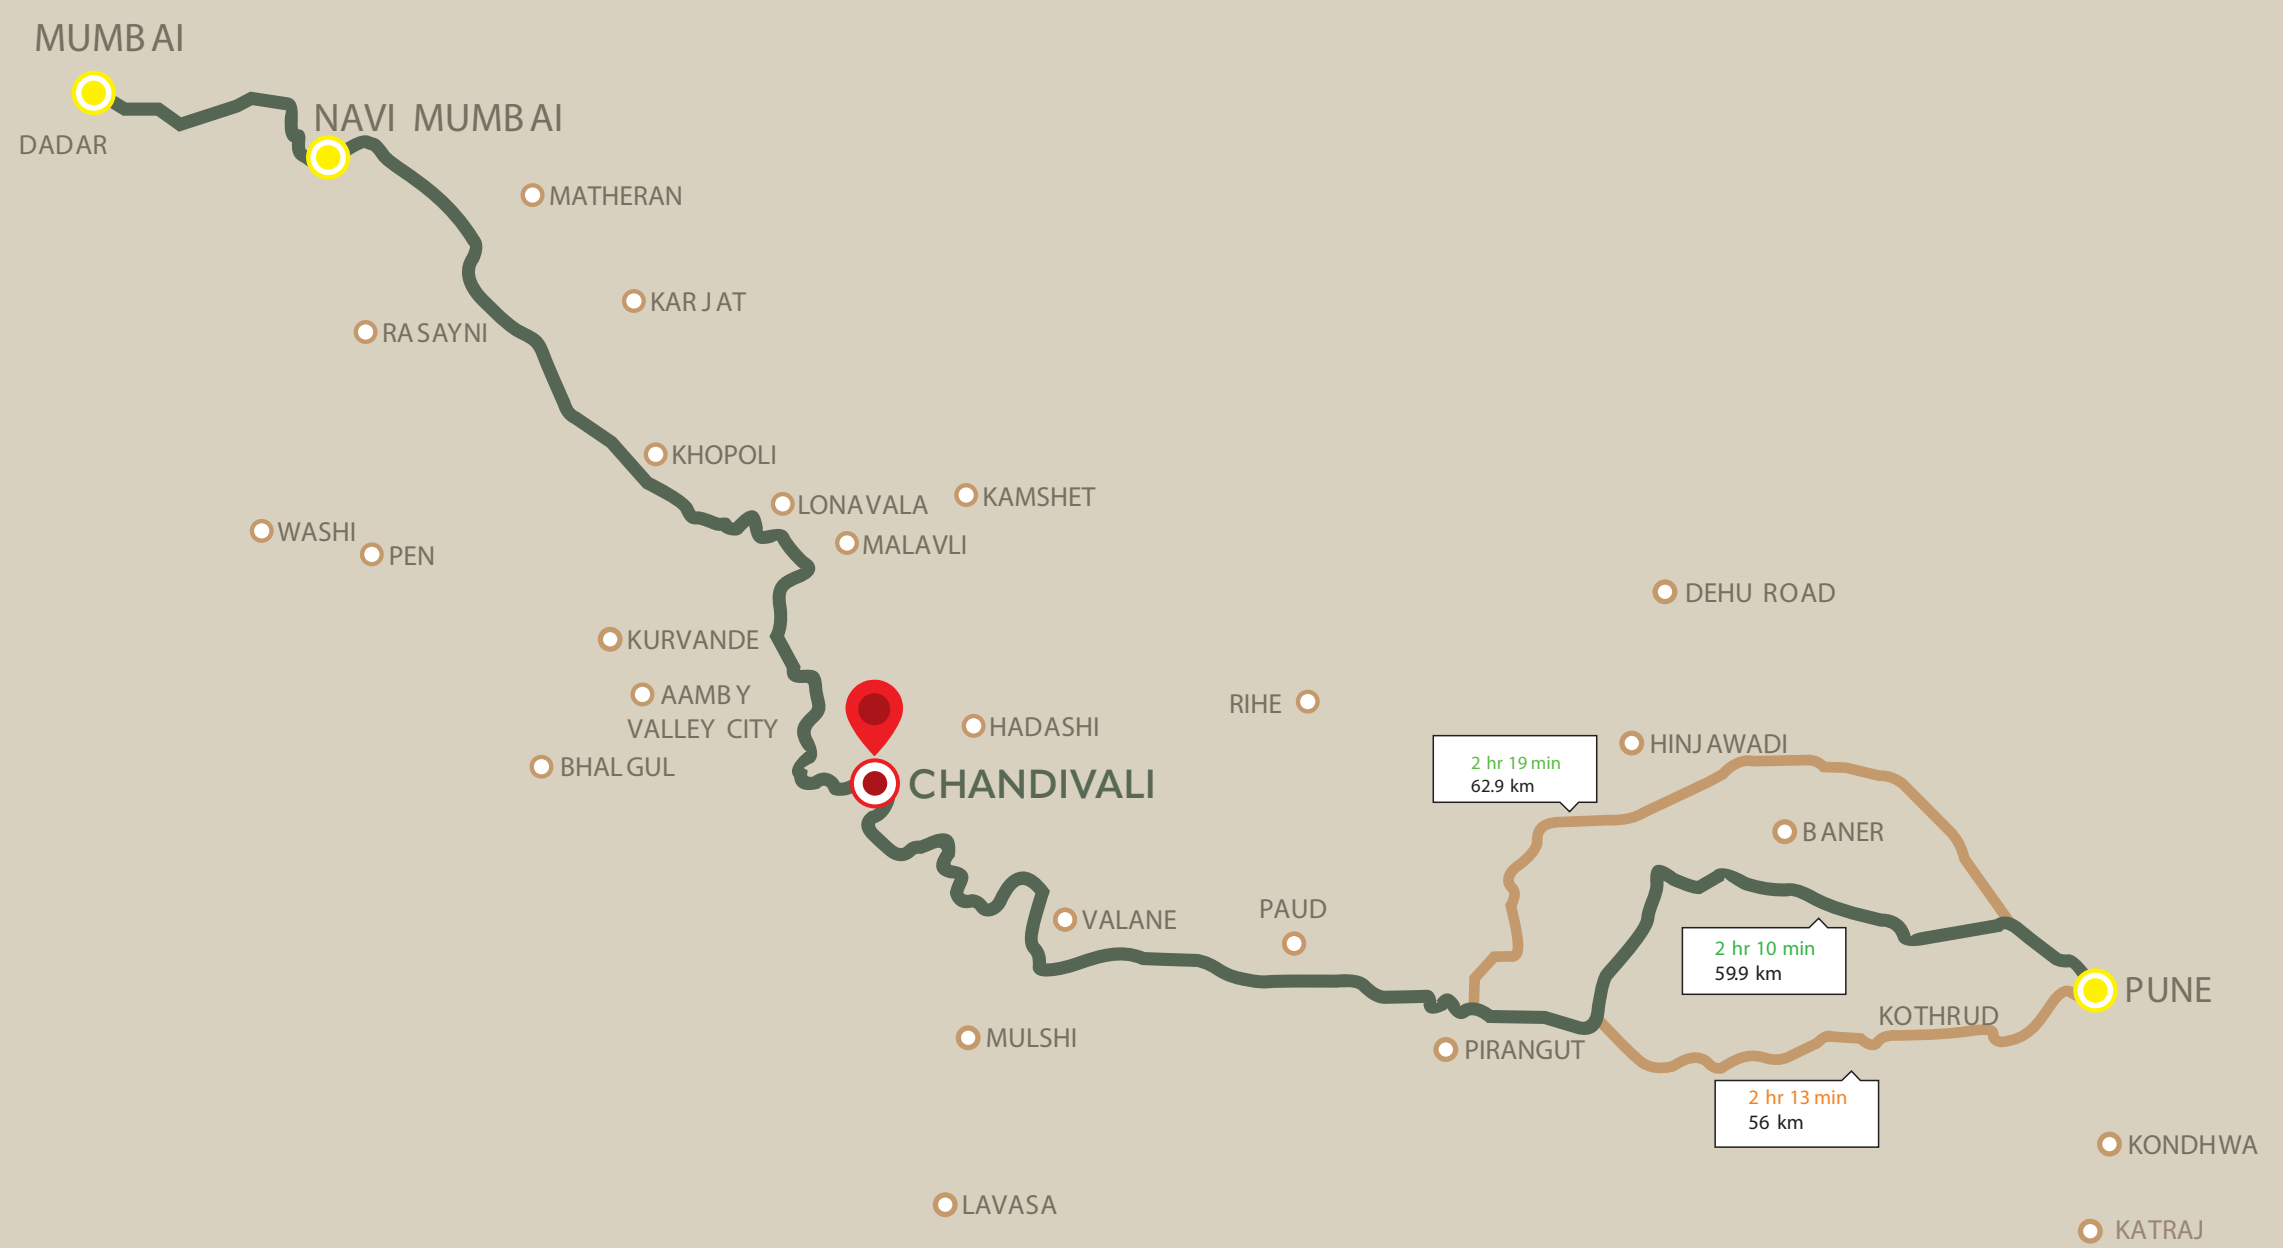 MUMBAI
DADAR
NAVI MUMBAI
MATHERAN
KARJAT
RASAYNI
KHOPOLI
LONAVALA
KAMSHET
WASHI
PEN
MALAVLI
DEHU ROAD
KURVANDE
AAMBY
VALLEY CITY
BHALGUL
HADASHI
RIHE
CHANDIVALI
HINJAWADI
2 hr 19 min
62.9 km
BANER
VALANE
PAUD
2 hr 10 min
59.9 km
PUNE
KOTHRUD
MULSHI
PIRANGUT
2 hr 13 min
56 km
KONDHWA
LAVASA
KATRAJ